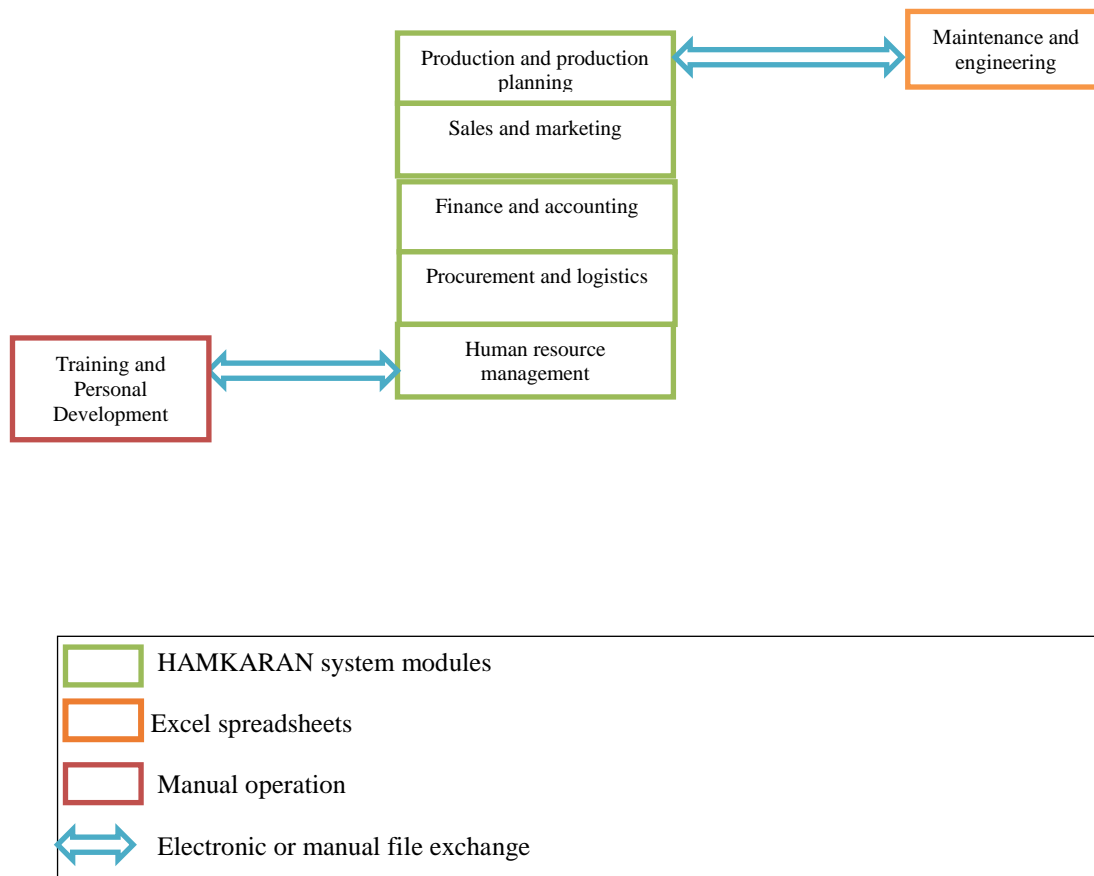 Production and production
planning
Maintenance and
engineering
Sales and marketing
Finance and accounting
Procurement and logistics
Human resource
management
Training and
Personal
Development
HAMKARAN system modules
Excel spreadsheets
Manual operation
Electronic or manual file exchange